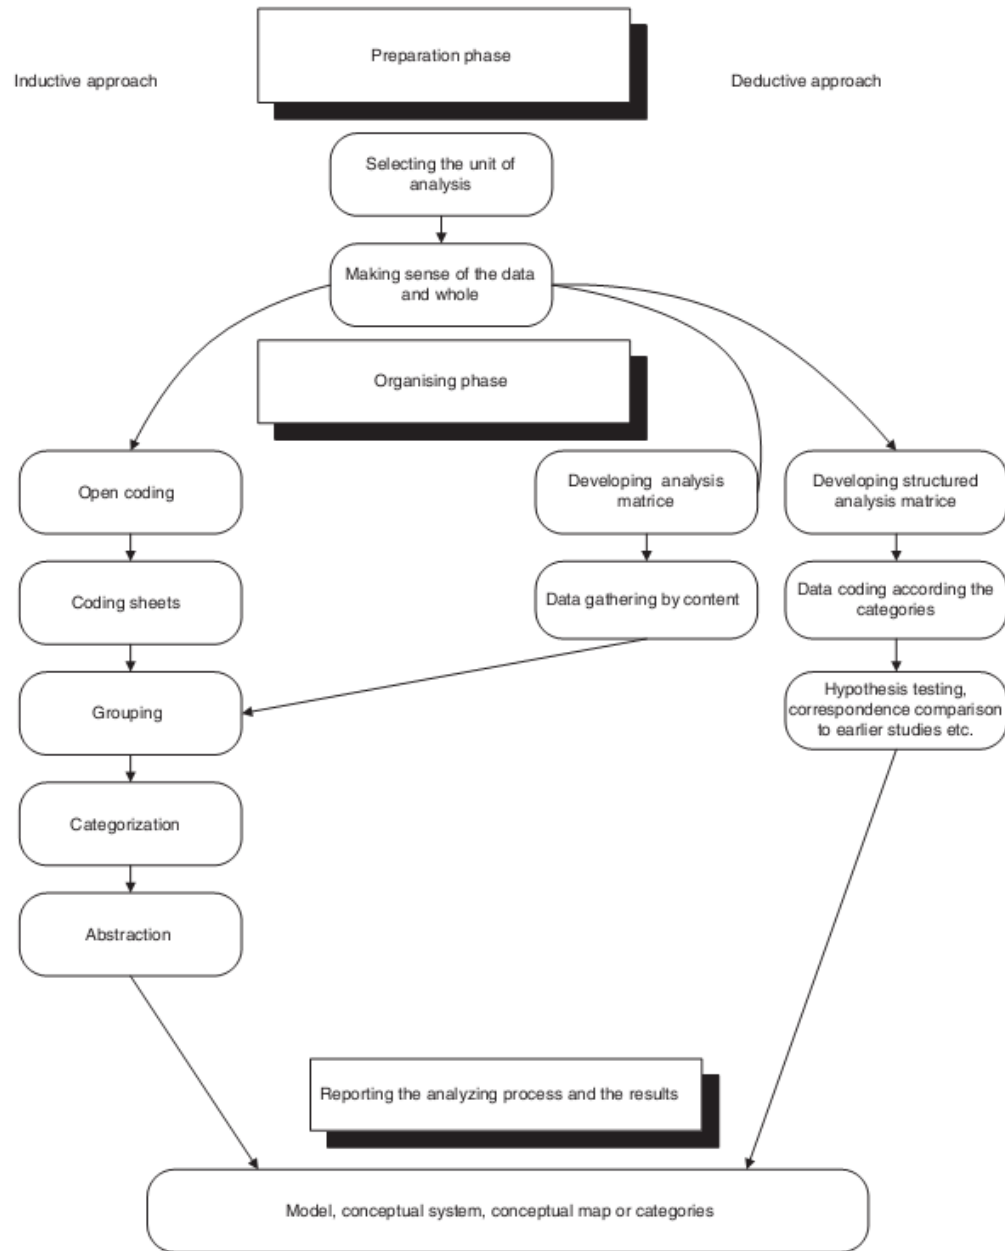 Preparation phase
Inductive approach
Deductive approach
Selecting the unit of
analysis
Making sense of the data
and whole
Organising phase
Open coding
Developing analysis
matrice
Developing structured
analysis matrice
Coding sheets
Data gathering by content
Data coding according the
categories
Grouping
Hypothesis testing,
correspondence comparison
to earlier studies etc.
Categorization
Abstraction
Reporting the analyzing process and the results
Model, conceptual system, conceptual map or categories